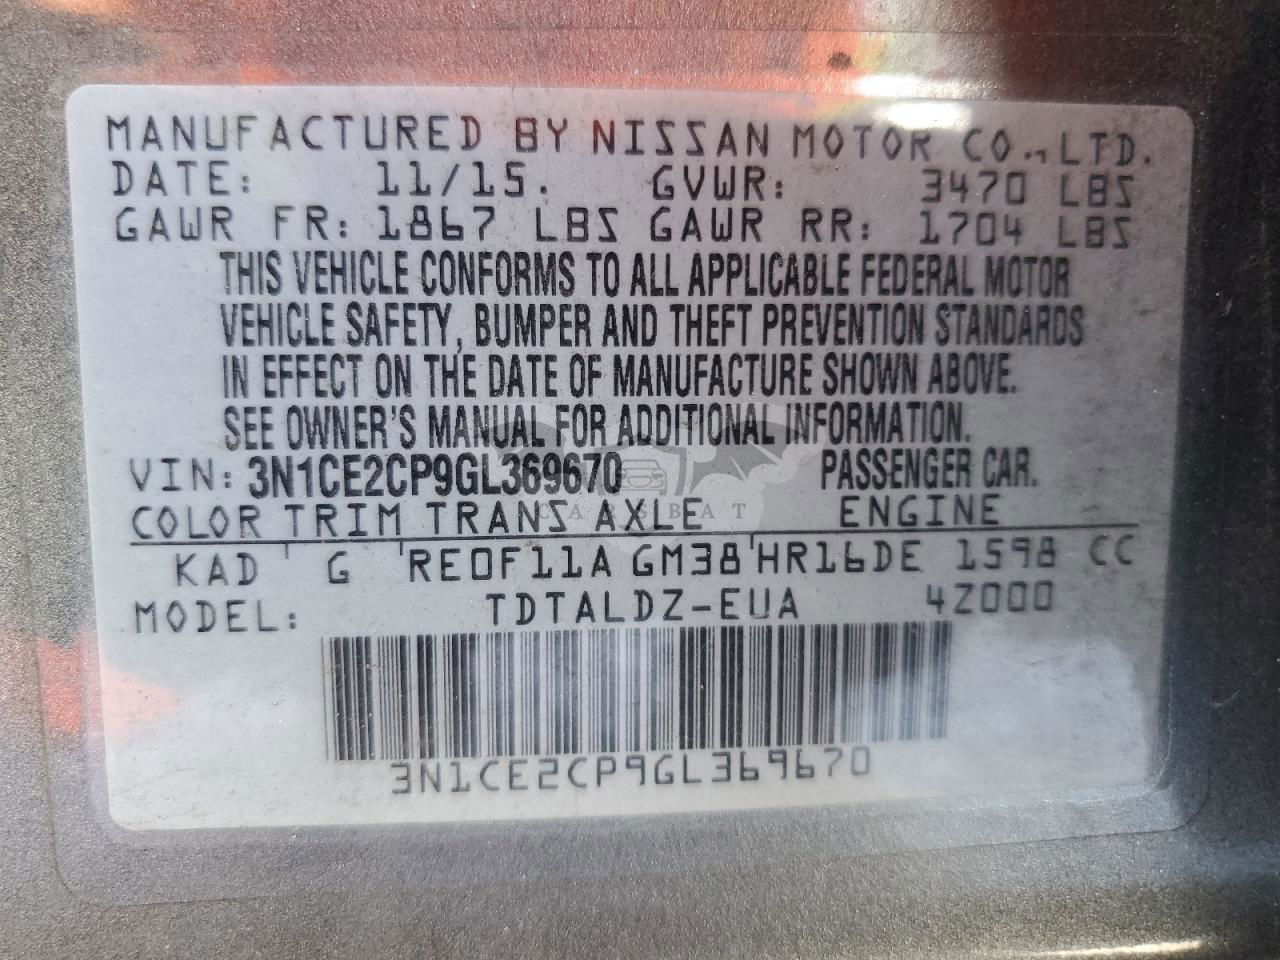 MANUFACTURED BY NISSAN MOTOR CO., LTD.
DATE: 11/15. GVWR: 3470 LBS
GAWR FR: 1867 LBS GAWR RR: 1704 LBS
THIS VEHICLE CONFORMS TO ALL APPLICABLE FEDERAL MOTOR
VEHICLE SAFETY, BUMPER AND THEFT PREVENTION STANDARDS
IN EFFECT ON THE DATE OF MANUFACTURE SHOWN ABOVE.
SEE OWNER'S MANUAL FOR ADDITIONAL INFORMATION.
VIN: 3N1CE2CP9GL369670 PASSENGER CAR.
CARSBAT
COLOR TRIM TRANS AXLE ENGINE
KAD G RE0F11A GM38 HR16DE 1598 CC
MODEL: TDTALDZ-EUA 4Z000
3N1CE2CP9GL369670